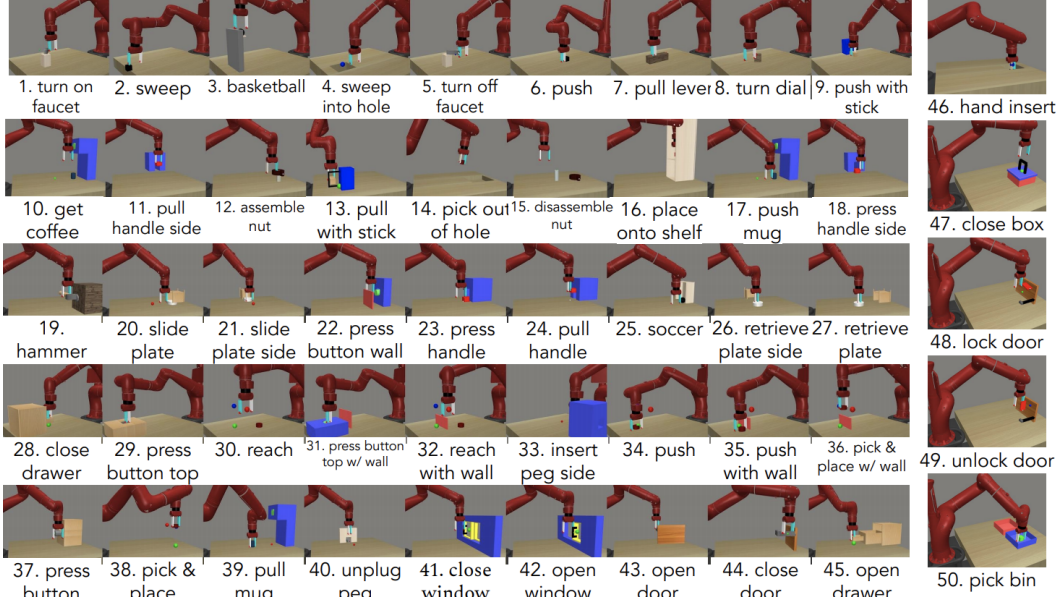 1. turn on
faucet
2. sweep
3. basketball
4. sweep
into hole
5. turn off
faucet
6. push
7. pull lever
8. turn dial
9. push with
stick
10. get
coffee
11. pull
handle side
12. assemble
nut
13. pull
with stick
14. pick out
of hole
15. disassemble
nut
16. place
onto shelf
17. push
mug
18. press
handle side
19.
hammer
20. slide
plate
21. slide
plate side
22. press
button wall
23. press
handle
24. pull
handle
25. soccer
26. retrieve
plate side
27. retrieve
plate
28. close
drawer
29. press
button top
30. reach
31. press button
top w/ wall
32. reach
with wall
33. insert
peg side
34. push
35. push
with wall
36. pick &
place w/ wall
37. press
button
38. pick &
place
39. pull
mug
40. unplug
peg
41. close
window
42. open
window
43. open
door
44. close
door
45. open
drawer
46. hand insert
47. close box
48. lock door
49. unlock door
50. pick bin